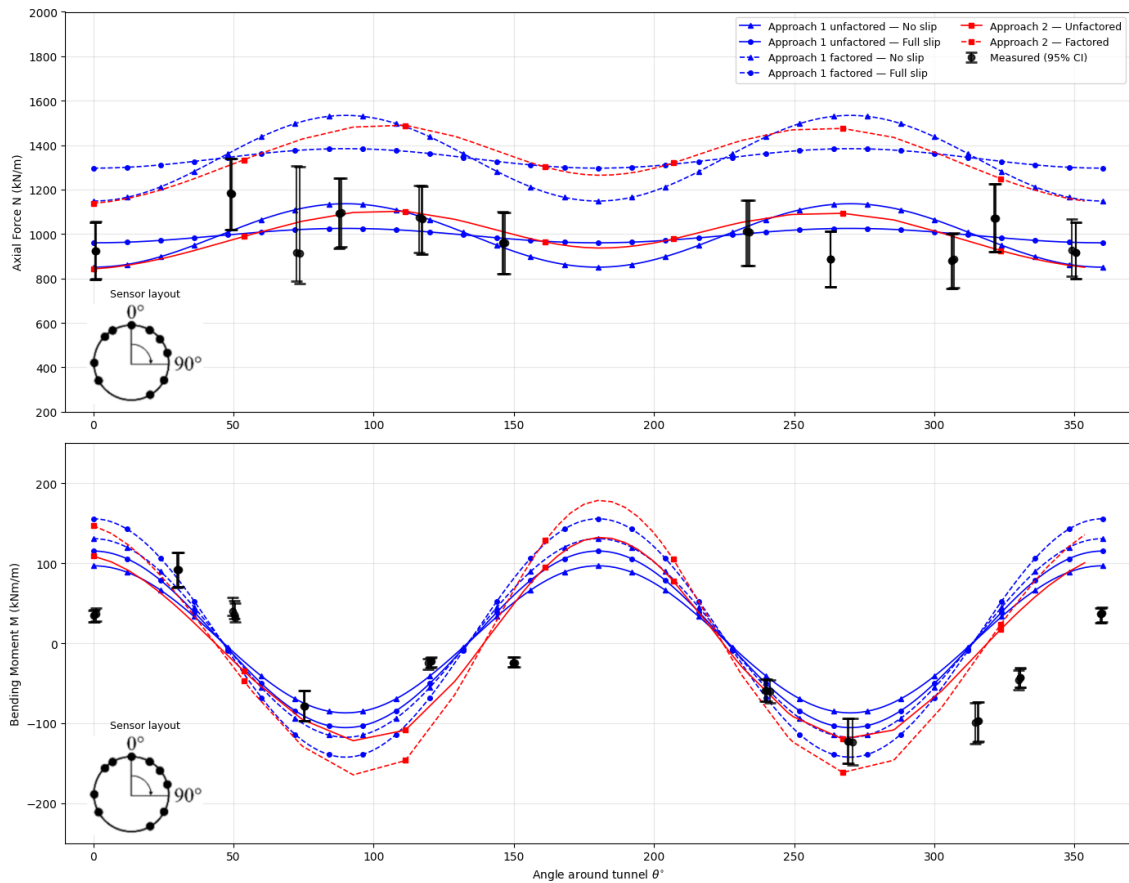 2000
1800
1600
1400
1200
1000
800
600
400
200
Axial Force N (kN/m)
Approach 1 unfactored — No slip
Approach 1 unfactored — Full slip
Approach 1 factored — No slip
Approach 1 factored — Full slip
Approach 2 — Unfactored
Approach 2 — Factored
Measured (95% CI)
Sensor layout
0°
90°
0 50 100 150 200 250 300 350
200
100
0
−100
−200
Bending Moment M (kNm/m)
Sensor layout
0°
90°
0 50 100 150 200 250 300 350
Angle around tunnel θ°